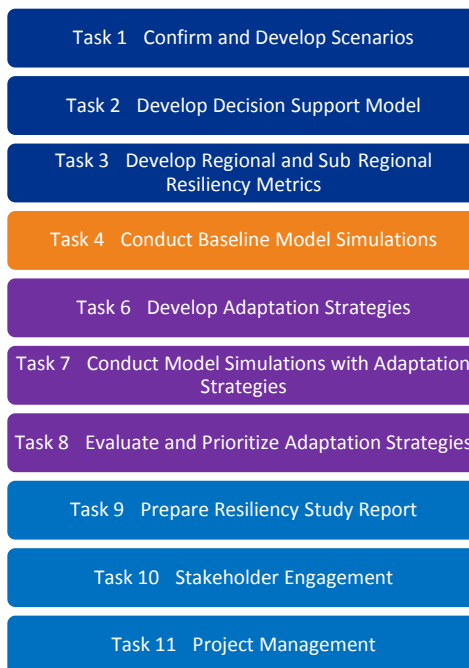 Task 1 Confirm and Develop Scenarios
Task 2 Develop Decision Support Model
Task 3 Develop Regional and Sub Regional
Resiliency Metrics
Task 4 Conduct Baseline Model Simulations
Task 6 Develop Adaptation Strategies
Task 7 Conduct Model Simulations with Adaptation
Strategies
Task 8 Evaluate and Prioritize Adaptation Strategies
Task 9 Prepare Resiliency Study Report
Task 10 Stakeholder Engagement
Task 11 Project Management